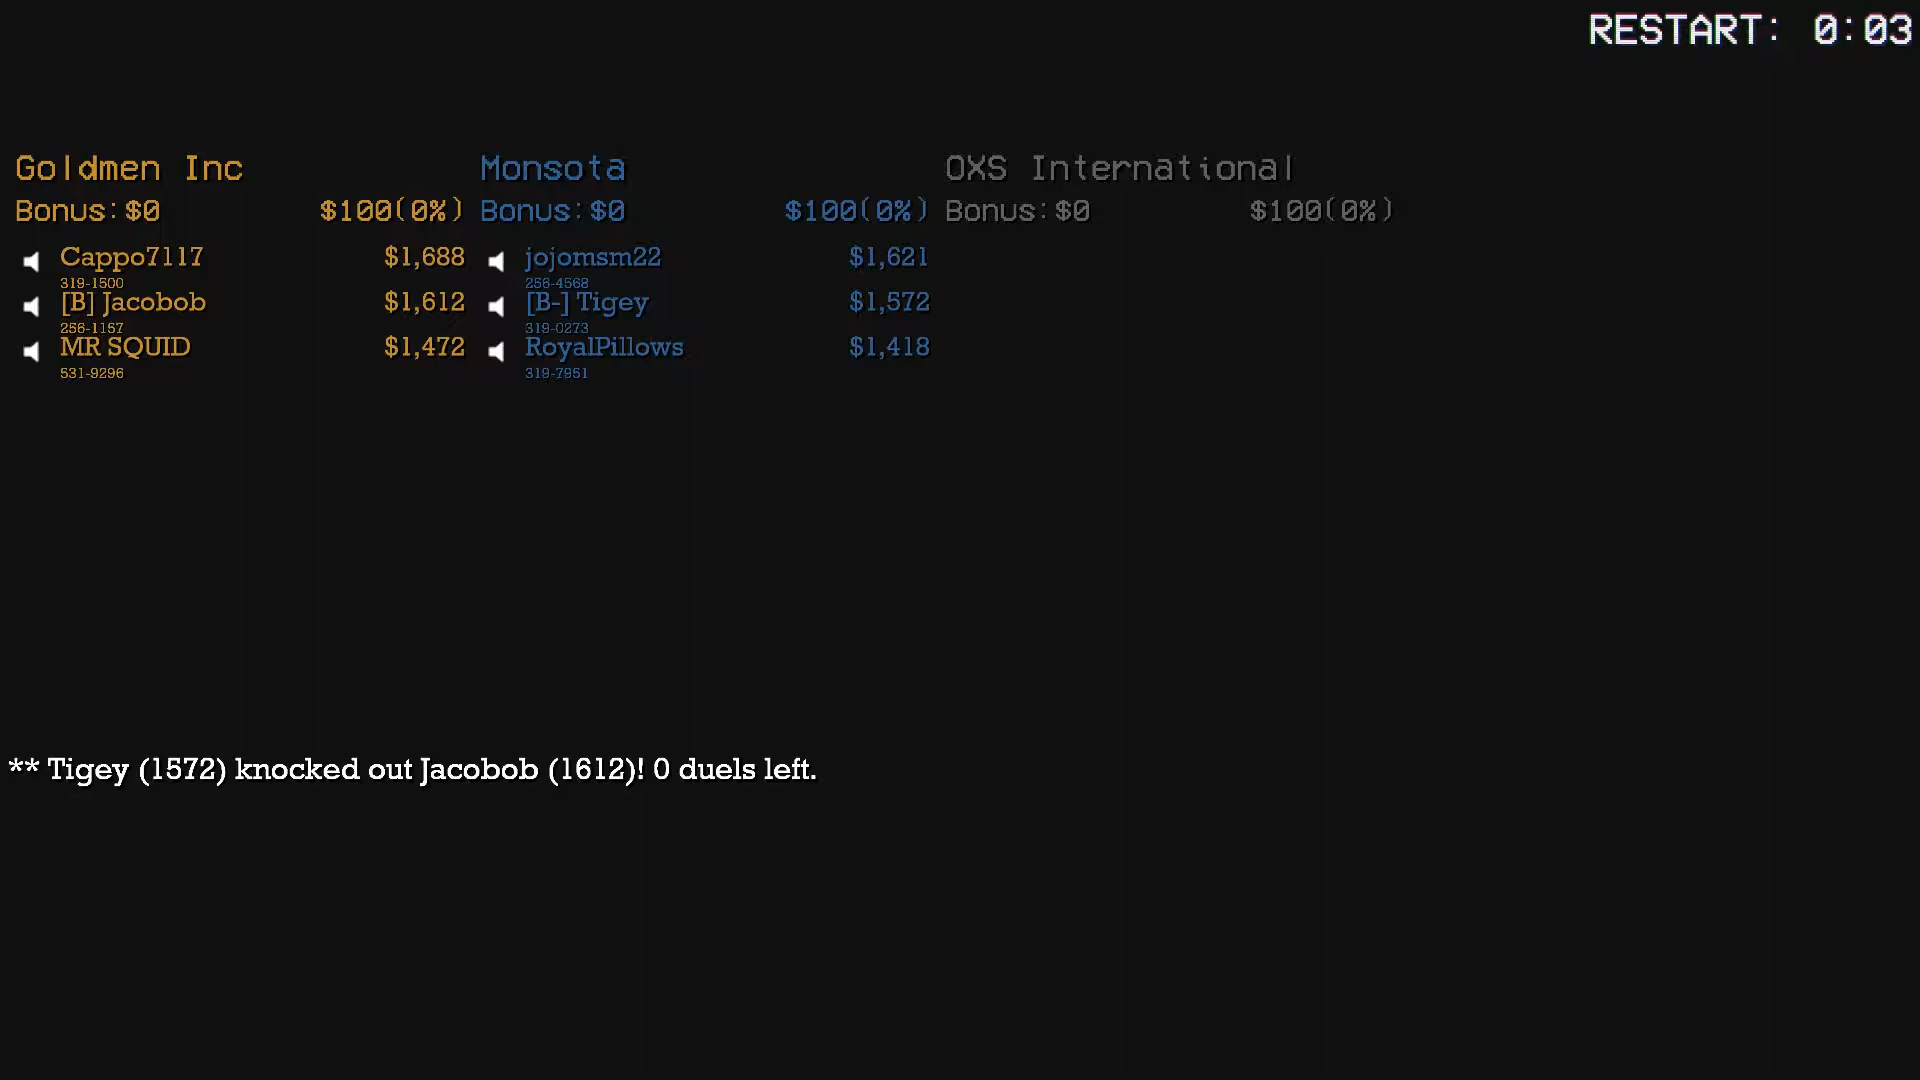 RESTART: 0:03
Goldmen Inc
Bonus:$0 $100(0%)
Cappo7117 $1,688
319-1500
[B] Jacobob $1,612
256-1157
MR SQUID $1,472
531-9296
Monsota
Bonus:$0 $100(0%)
jojomsm22 $1,621
256-4568
[B-] Tigey $1,572
319-0273
RoyalPillows $1,418
319-7951
OXS International
Bonus:$0 $100(0%)
** Tigey (1572) knocked out Jacobob (1612)! 0 duels left.